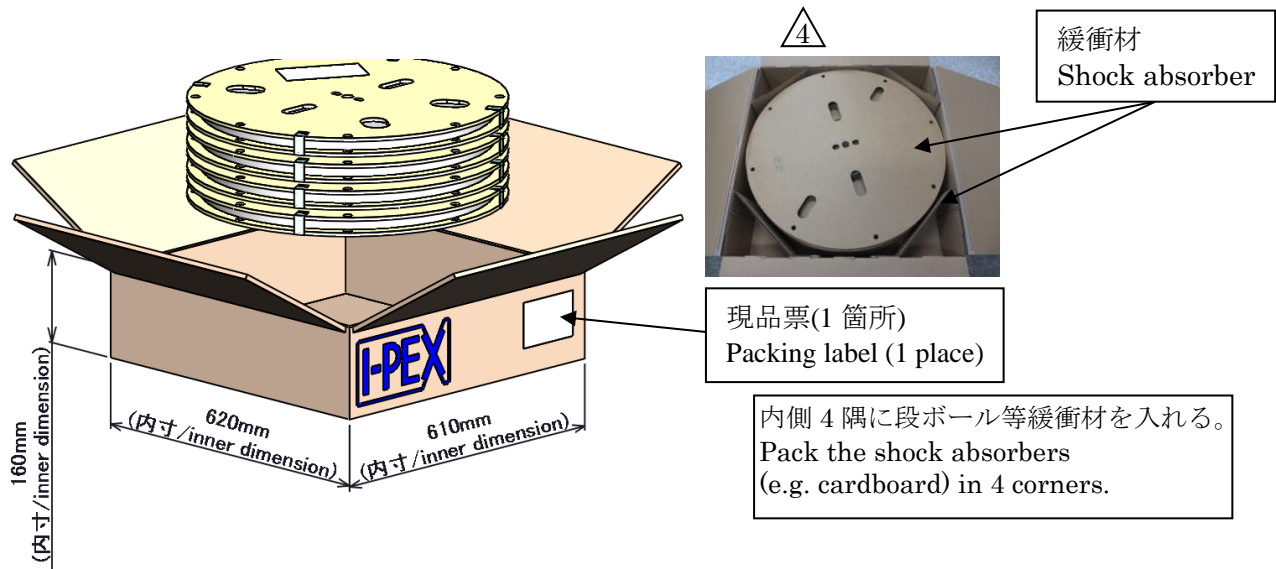 4
緩衝材
Shock absorber
現品票(1 箇所)
Packing label (1 place)
I-PEX
160mm
(内寸/inner dimension)
620mm
(内寸/inner dimension)
610mm
(内寸/inner dimension)
内側 4 隅に段ボール等緩衝材を入れる。
Pack the shock absorbers
(e.g. cardboard) in 4 corners.